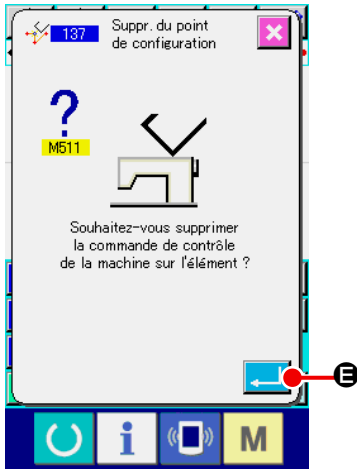 137
Suppr. du point
de configuration
?
M511
Souhaitez-vous supprimer
la commande de contrôle
de la machine sur l'élément ?
E
i
M